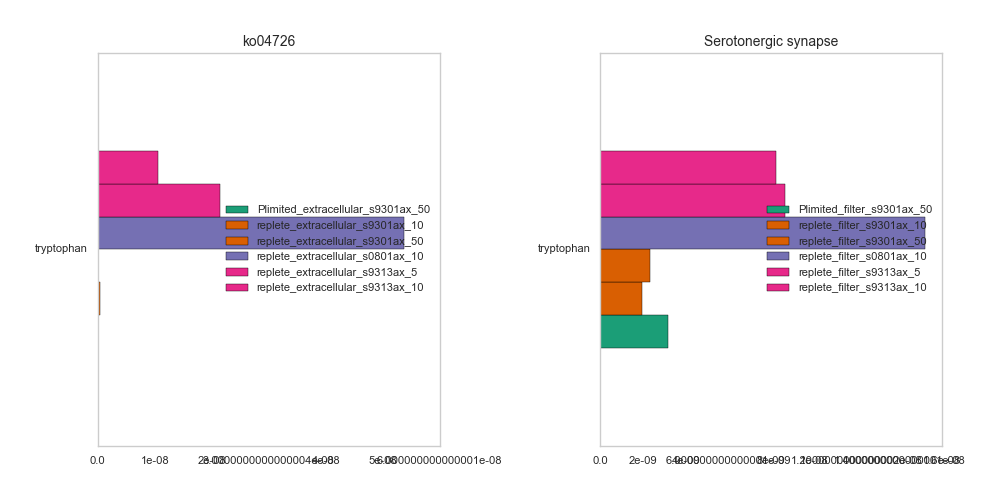 ko04726
tryptophan
Plimited_extracellular_s9301ax_50
replete_extracellular_s9301ax_10
replete_extracellular_s9301ax_50
replete_extracellular_s0801ax_10
replete_extracellular_s9313ax_5
replete_extracellular_s9313ax_10
0.0 1e-08
Serotonergic synapse
tryptophan
Plimited_filter_s9301ax_50
replete_filter_s9301ax_10
replete_filter_s9301ax_50
replete_filter_s0801ax_10
replete_filter_s9313ax_5
replete_filter_s9313ax_10
0.0 2e-09